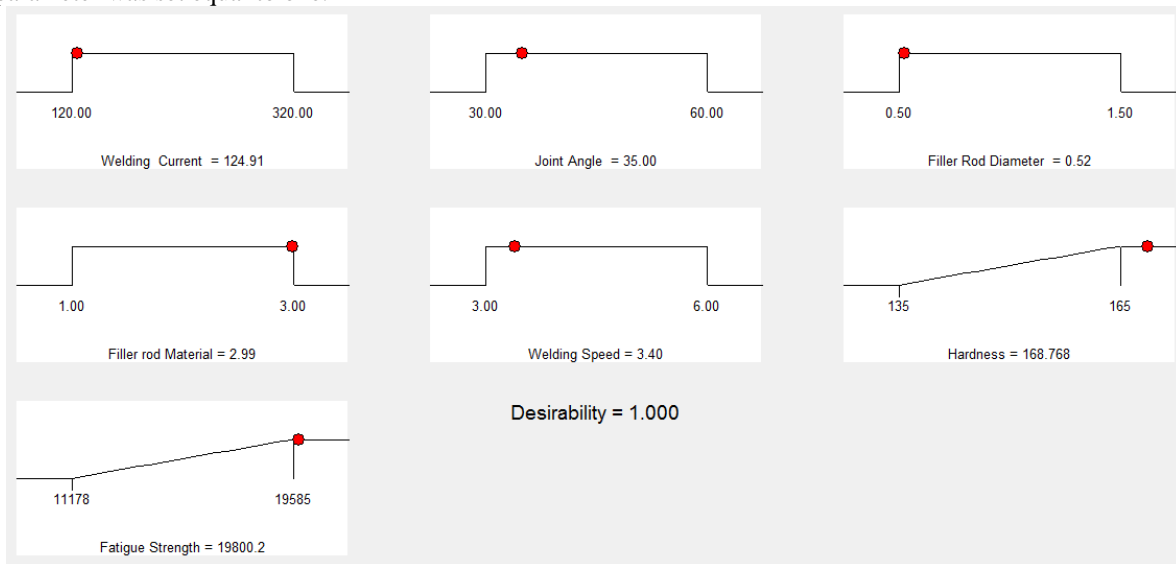 120.00 320.00
Welding Current = 124.91
30.00 60.00
Joint Angle = 35.00
0.50 1.50
Filler Rod Diameter = 0.52
1.00 3.00
Filler rod Material = 2.99
3.00 6.00
Welding Speed = 3.40
135 165
Hardness = 168.768
11178 19585
Fatigue Strength = 19800.2
Desirability = 1.000